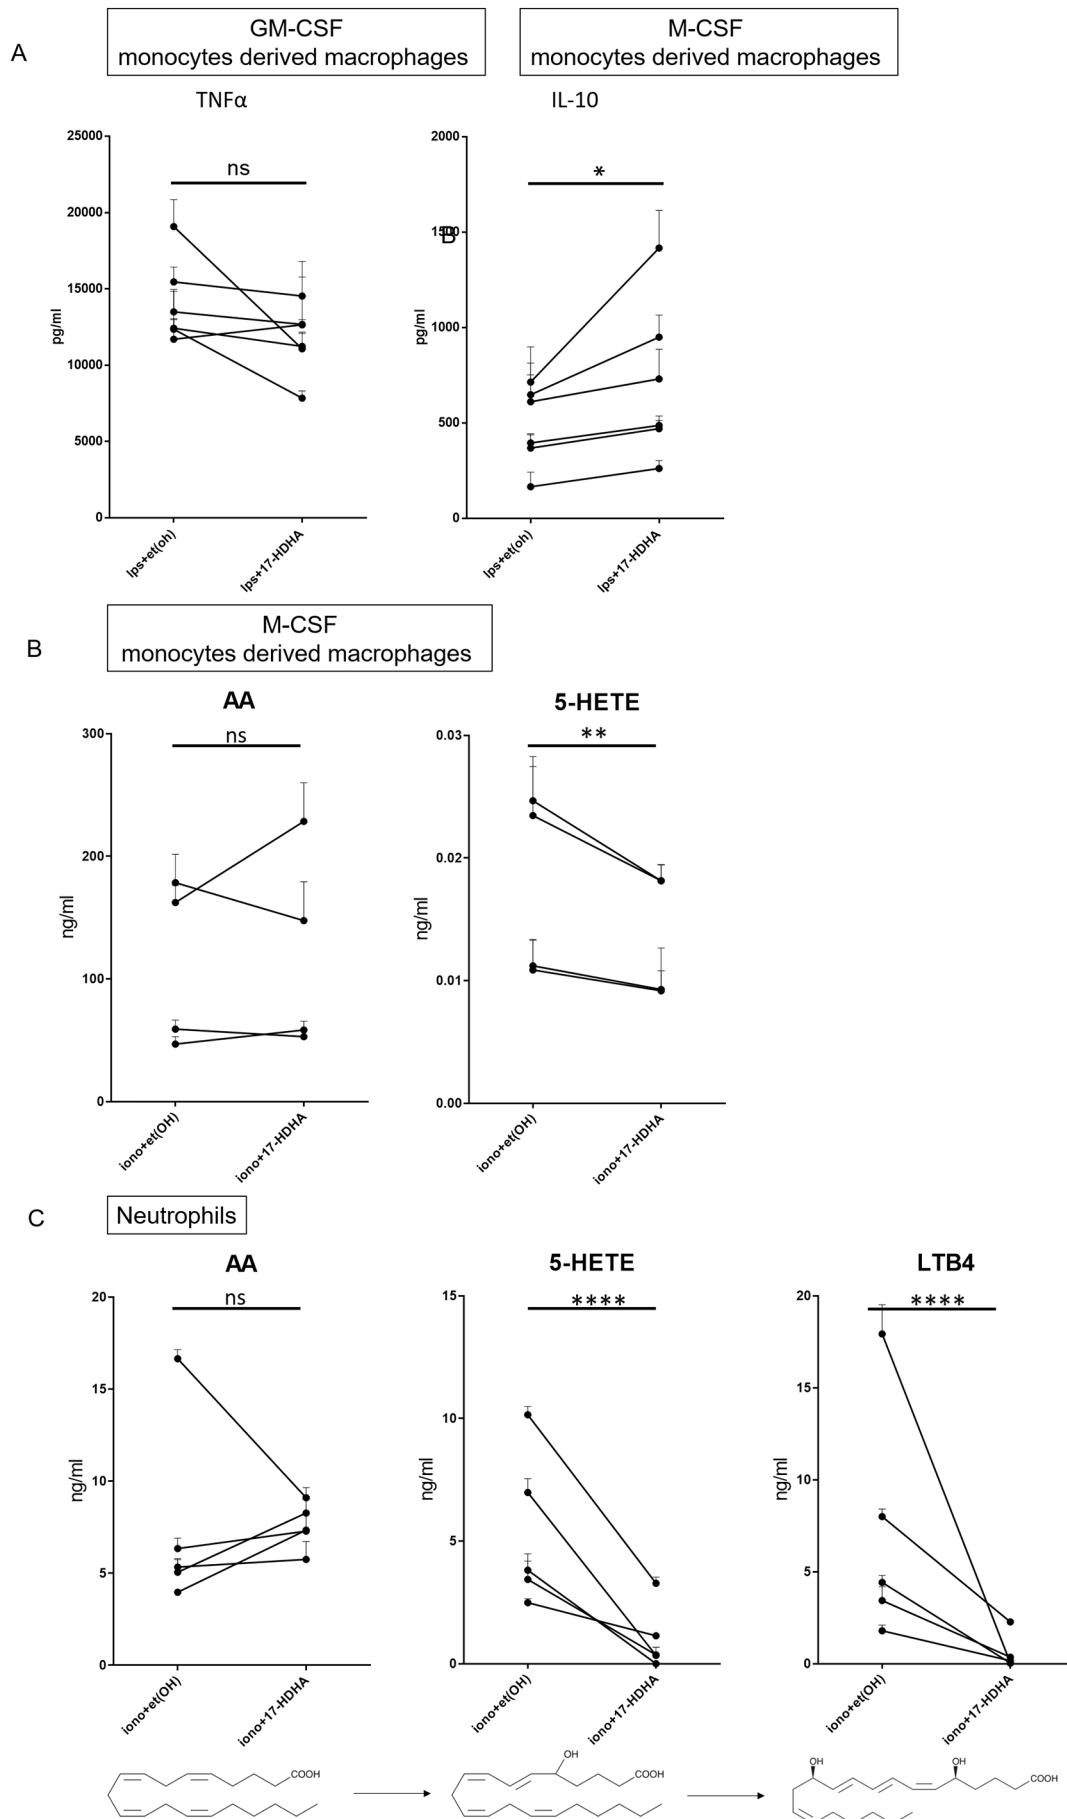 A
GM-CSF
monocytes derived macrophages
M-CSF
monocytes derived macrophages
TNFα
IL-10
25000
20000
15000
10000
5000
0
pg/ml
ns
lps+et(oh)
lps+17-HDHA
2000
1500
1000
500
0
pg/ml
B
*
lps+et(oh)
lps+17-HDHA
B
M-CSF
monocytes derived macrophages
AA
5-HETE
300
200
100
0
ng/ml
ns
iono+et(OH)
iono+17-HDHA
0.03
0.02
0.01
0.00
ng/ml
**
iono+et(OH)
iono+17-HDHA
C
Neutrophils
AA
5-HETE
LTB4
20
15
10
5
0
ng/ml
ns
iono+et(OH)
iono+17-HDHA
15
10
5
0
ng/ml
****
iono+et(OH)
iono+17-HDHA
20
15
10
5
0
ng/ml
****
iono+et(OH)
iono+17-HDHA
COOH
OH
COOH
OH
OH
COOH